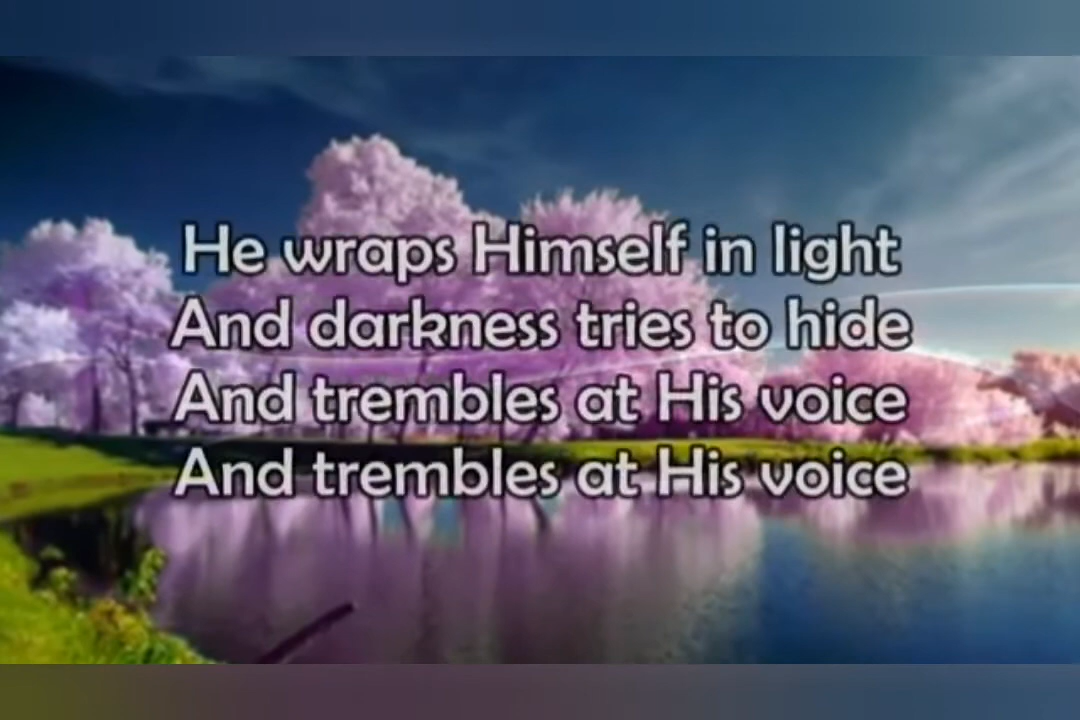 He wraps Himself in light
And darkness tries to hide
And trembles at His voice
And trembles at His voice